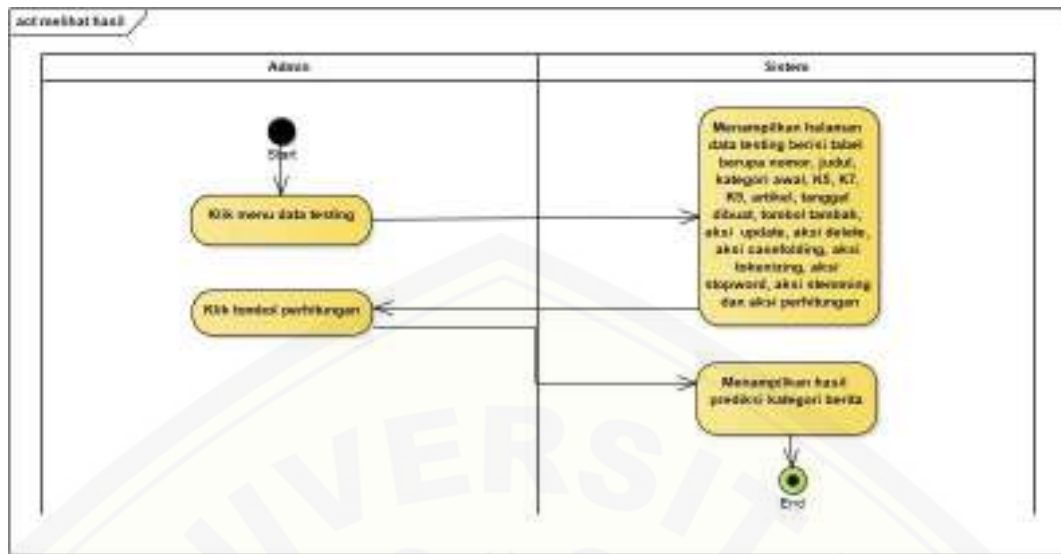 act melihat hasil
Admin
Sistem
Start
Klik menu data testing
Menampilkan halaman
data testing berisi tabel
berupa nomor, judul,
kategori awal, K5, K7,
K9, artikel, tanggal
dibuat, tombol tambah,
aksi update, aksi delete,
aksi casefolding, aksi
tokenizing, aksi
stopword, aksi stemming
dan aksi perhitungan
Klik tombol perhitungan
Menampilkan hasil
prediksi kategori berita
End
UNIVERSIT